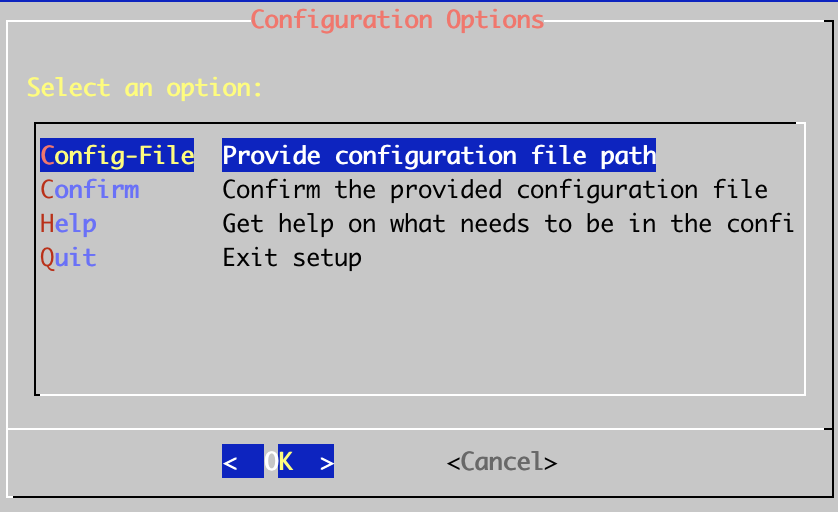 Configuration Options
Select an option:
Config-File Provide configuration file path
Confirm Confirm the provided configuration file
Help Get help on what needs to be in the confi
Quit Exit setup
< OK > <Cancel>